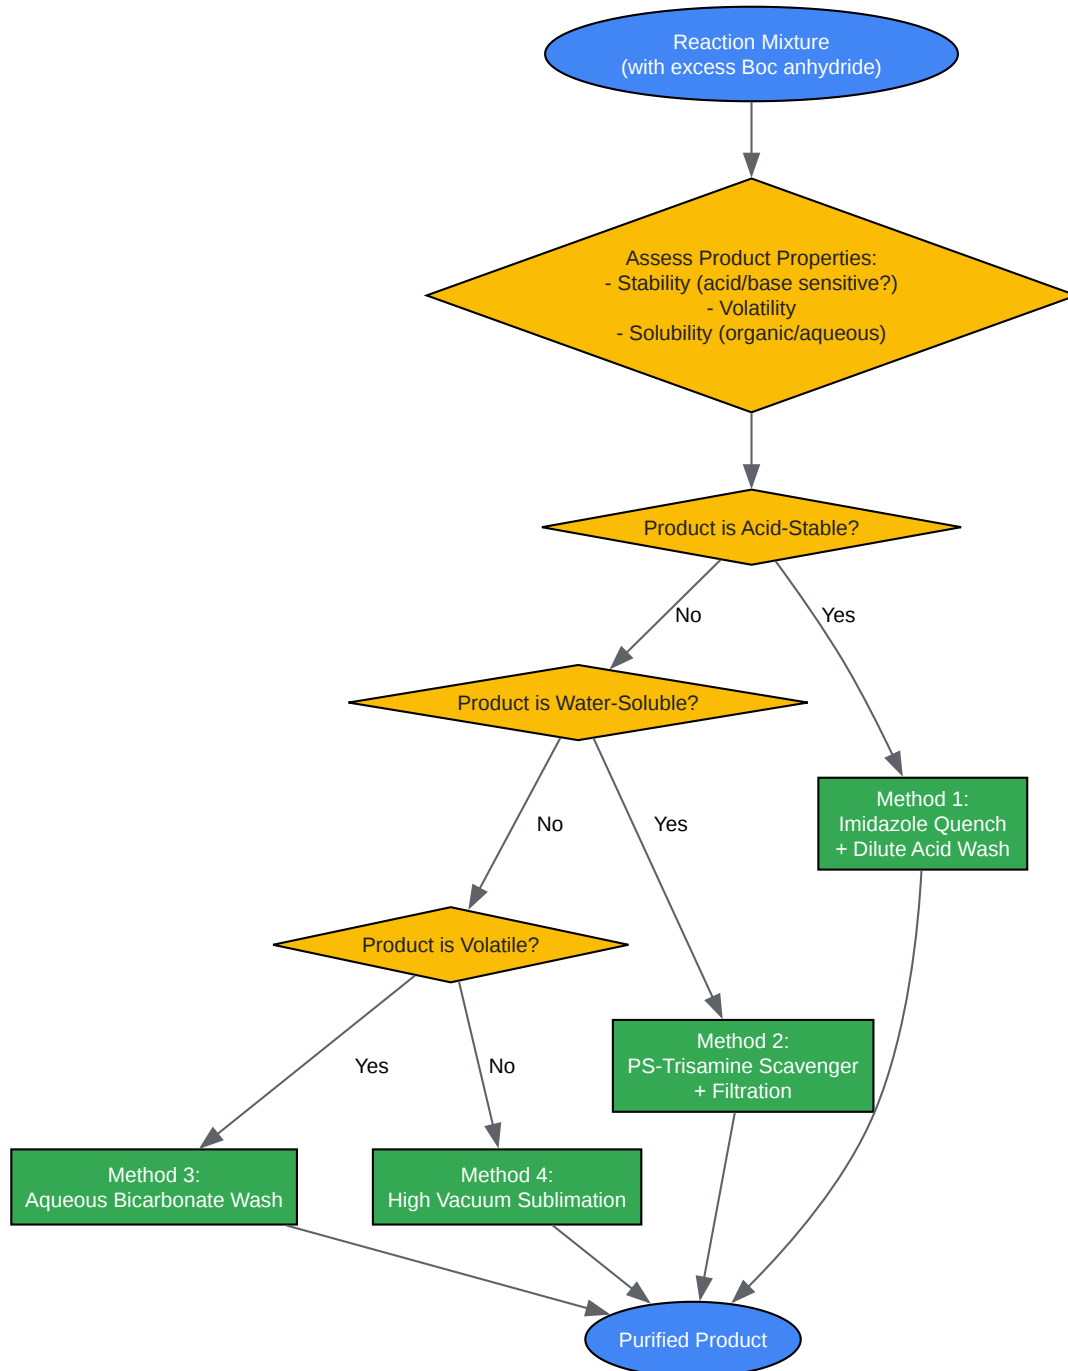 Reaction Mixture
(with excess Boc anhydride)
Assess Product Properties:
- Stability (acid/base sensitive?)
- Volatility
- Solubility (organic/aqueous)
Product is Acid-Stable?
No
Yes
Product is Water-Soluble?
Method 1:
Imidazole Quench
+ Dilute Acid Wash
No
Yes
Product is Volatile?
Method 2:
PS-Trisamine Scavenger
+ Filtration
Yes
No
Method 3:
Aqueous Bicarbonate Wash
Method 4:
High Vacuum Sublimation
Purified Product